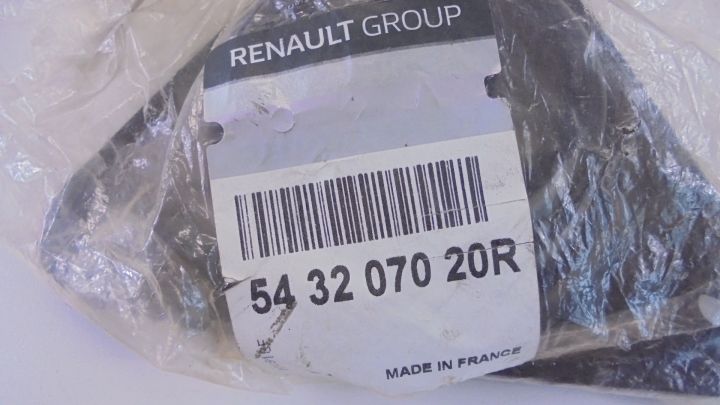 RENAULT GROUP
54 32 070 20R
MADE IN FRANCE